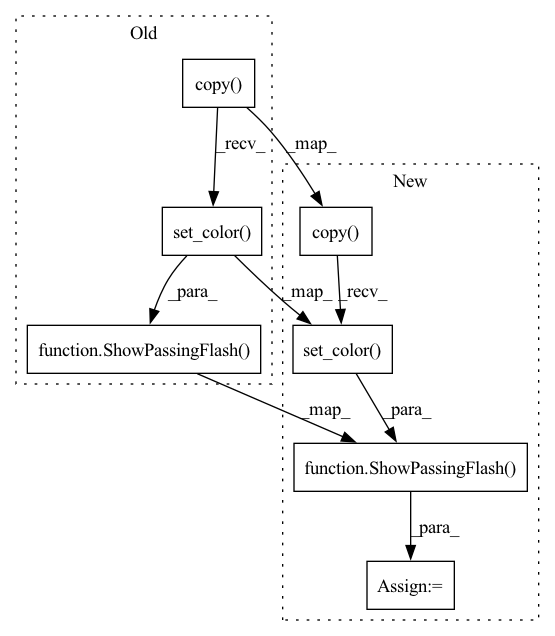 Old
copy()
_recv_
_map_
New
set_color()
copy()
_para_
_map_
_recv_
function.ShowPassingFlash()
set_color()
_map_
_para_
function.ShowPassingFlash()
_para_
Assign:=